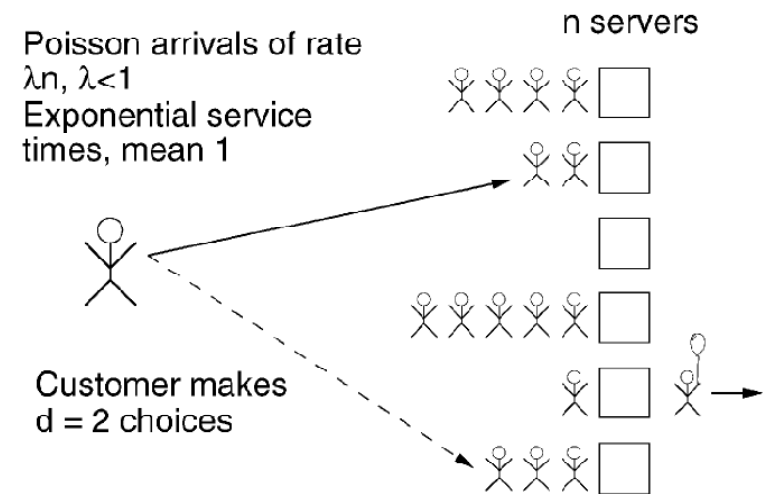 n servers
Poisson arrivals of rate
λn, λ<1
Exponential service
times, mean 1
Customer makes
d = 2 choices